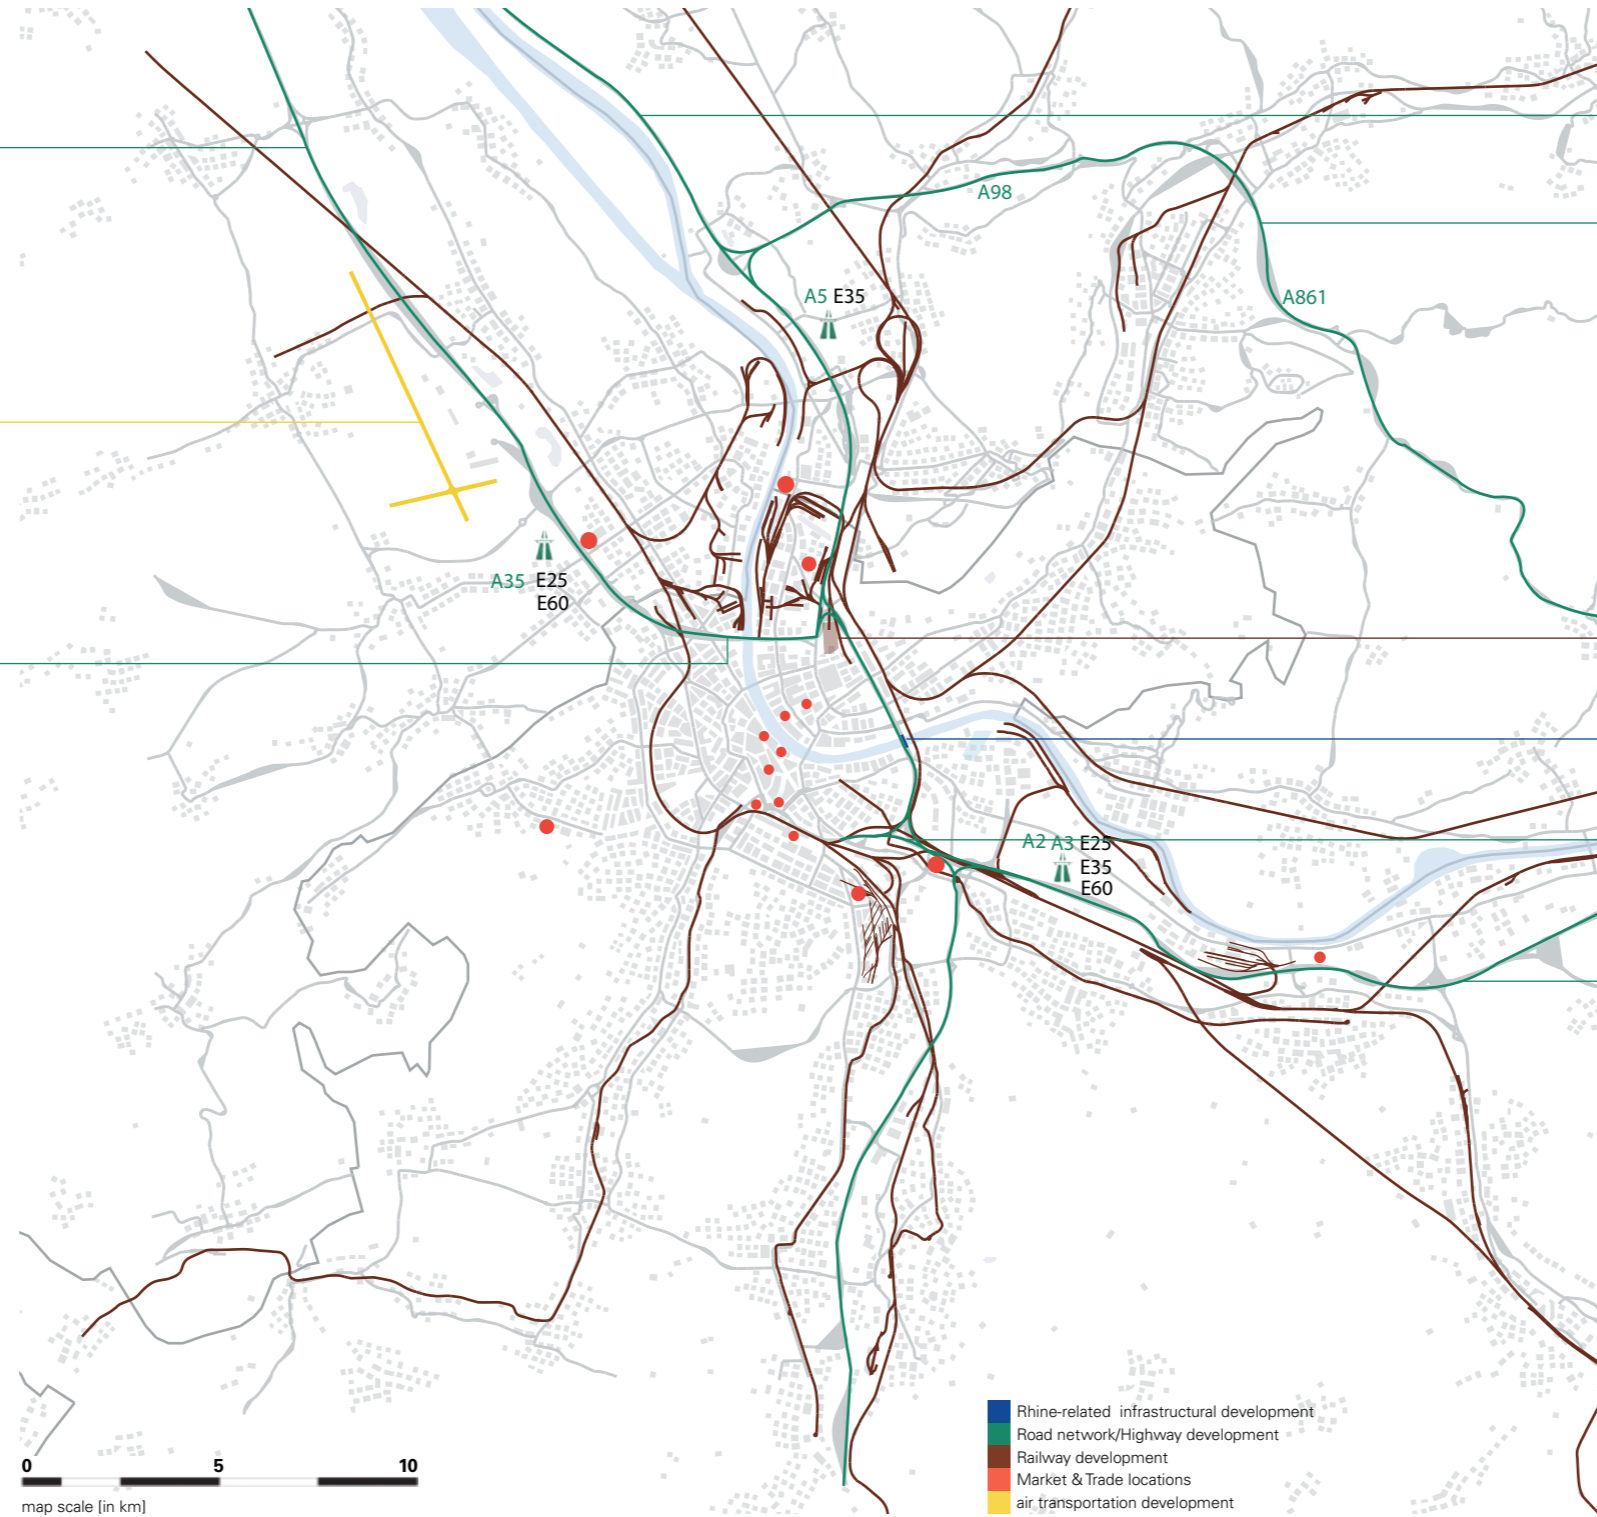 A98
A5 E35
A861
A35 E25
E60
A2 A3 E25
E35
E60
Rhine-related infrastructural development
Road network/Highway development
Railway development
Market & Trade locations
air transportation development
0 5 10
map scale [in km]